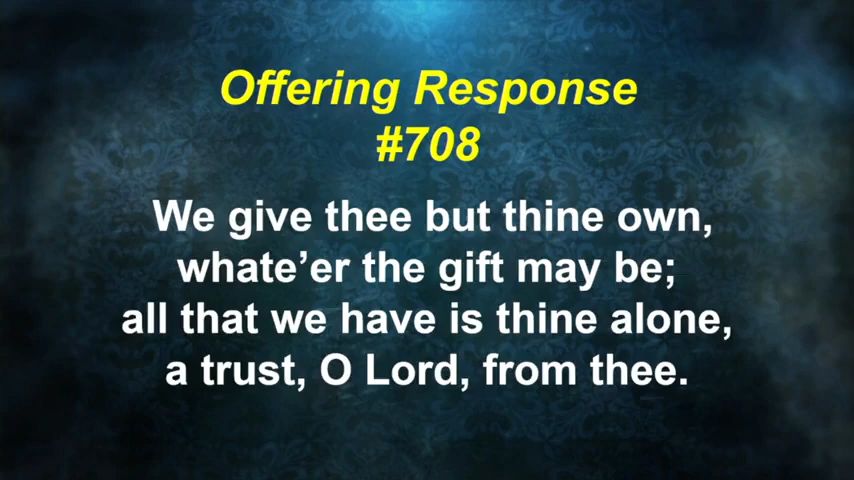 Offering Response
#708
We give thee but thine own,
whate’er the gift may be;
all that we have is thine alone,
a trust, O Lord, from thee.